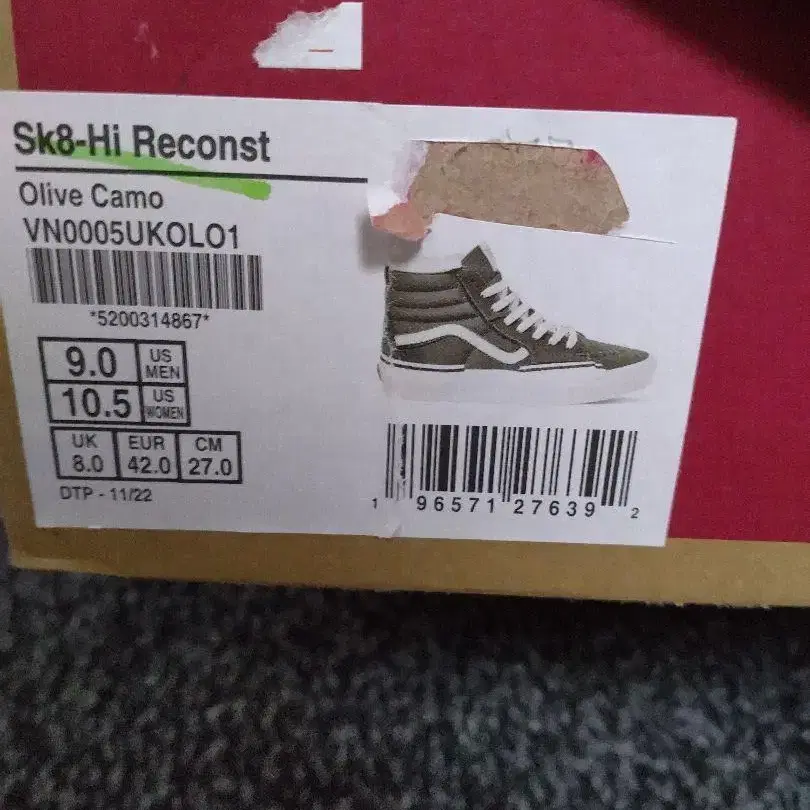 Sk8-Hi Reconst
Olive Camo
VN0005UKOLO1
*5200314867*
9.0 US MEN
10.5 US WOMEN
UK EUR CM
8.0 42.0 27.0
DTP - 11/22
1 96571 27639 2